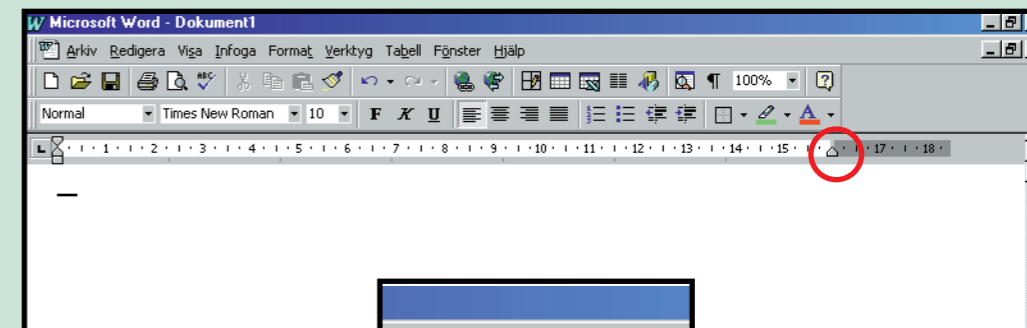 Microsoft Word - Dokument1
Arkiv Redigera Visa Infoga Format Verktyg Tabell Fönster Hjälp
ABC 100%
Normal Times New Roman 10 F K U A
1 2 3 4 5 6 7 8 9 10 11 12 13 14 15 17 18